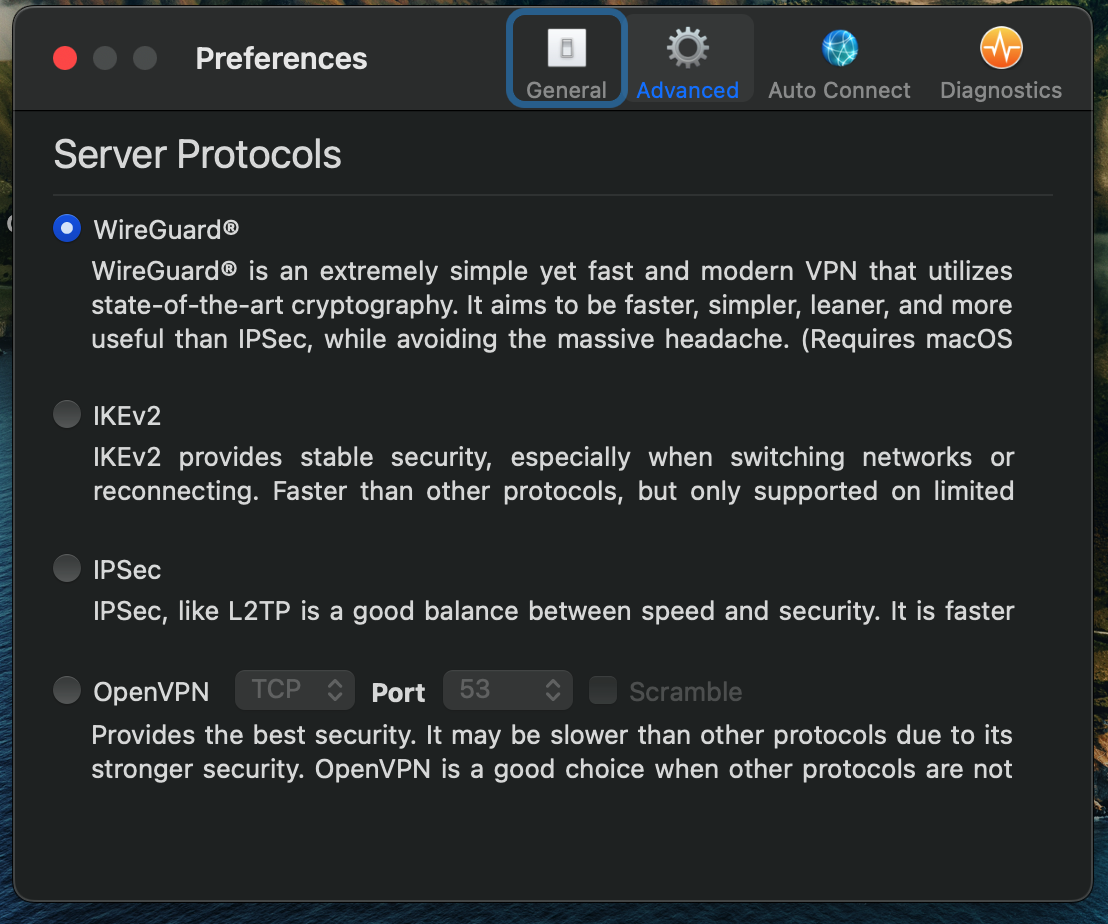 Preferences
General
Advanced
Auto Connect
Diagnostics
Server Protocols
WireGuard®
WireGuard® is an extremely simple yet fast and modern VPN that utilizes
state-of-the-art cryptography. It aims to be faster, simpler, leaner, and more
useful than IPSec, while avoiding the massive headache. (Requires macOS
IKEv2
IKEv2 provides stable security, especially when switching networks or
reconnecting. Faster than other protocols, but only supported on limited
IPSec
IPSec, like L2TP is a good balance between speed and security. It is faster
OpenVPN TCP Port 53 Scramble
Provides the best security. It may be slower than other protocols due to its
stronger security. OpenVPN is a good choice when other protocols are not